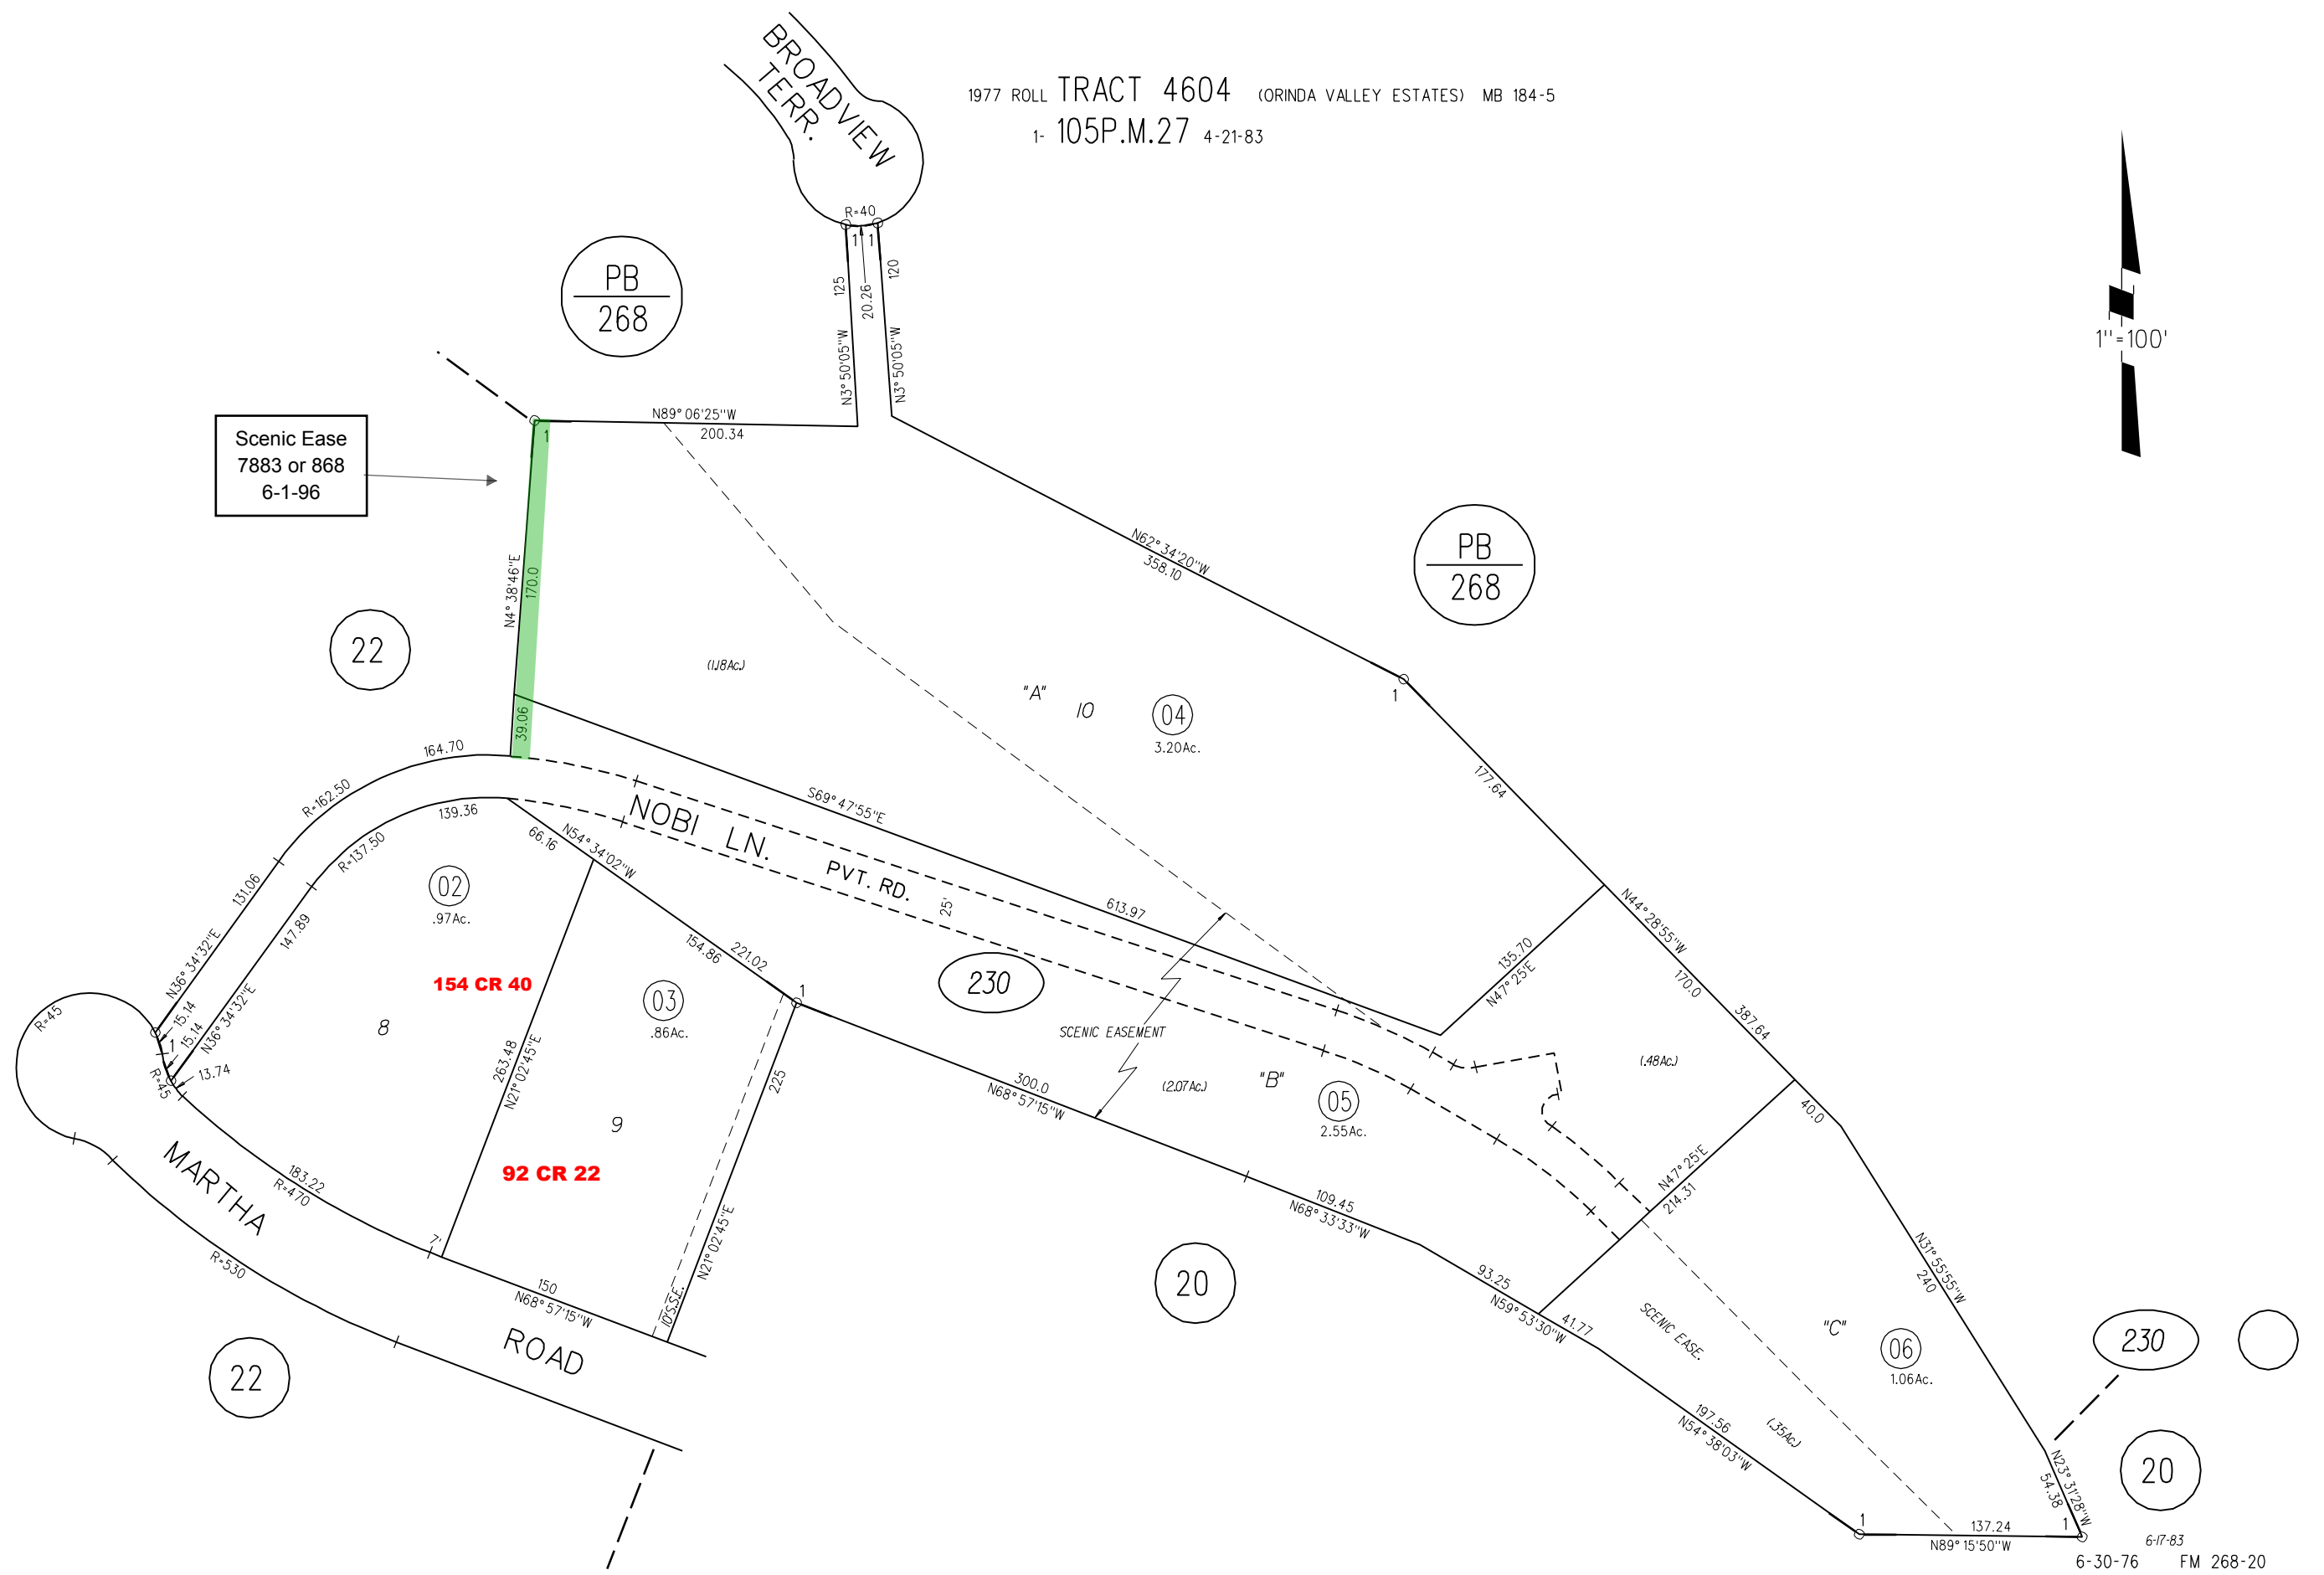 BROADVIEW
TERR.
1977 ROLL TRACT 4604 (ORINDA VALLEY ESTATES) MB 184-5
1- 105P.M.27 4-21-83
R=40
1 1
125
20.26
120
N3°50'05"W
N3°50'05"W
PB
268
1"=100'
Scenic Ease
7883 or 868
6-1-96
N89°06'25"W
200.34
1
N4°38'46"E
170.0
39.06
22
N62°34'20"W
358.10
PB
268
1
(1.18Ac.)
"A"
10
04
3.20Ac.
177.64
164.70
R=162.50
139.36
R=137.50
131.06
147.89
N36°34'32"E
N36°34'32"E
15.14
15.14
1
13.74
R=45
R=45
S69°47'55"E
613.97
NOBI LN. PVT. RD.
25'
66.16
N54°34'02"W
154.86
221.02
1
02
.97Ac.
154 CR 40
8
03
.86Ac.
263.48
N21°02'45"E
9
92 CR 22
225
N21°02'45"E
10'S.S.E.
230
SCENIC EASEMENT
(2.07Ac.)
"B"
05
2.55Ac.
135.70
N47°25'E
N44°28'55"W
170.0
387.64
40.0
(.48Ac.)
300.0
N68°57'15"W
109.45
N68°33'33"W
N47°25'E
214.31
93.25
N59°53'30"W
41.77
MARTHA
ROAD
183.22
R=470
7'
150
N68°57'15"W
R=530
22
20
N31°55'55"W
240
SCENIC EASE.
"C"
06
1.06Ac.
230
197.56
N54°38'03"W
(.35Ac.)
N23°31'28"W
54.38
20
1
137.24
1
N89°15'50"W
6-17-83
6-30-76 FM 268-20